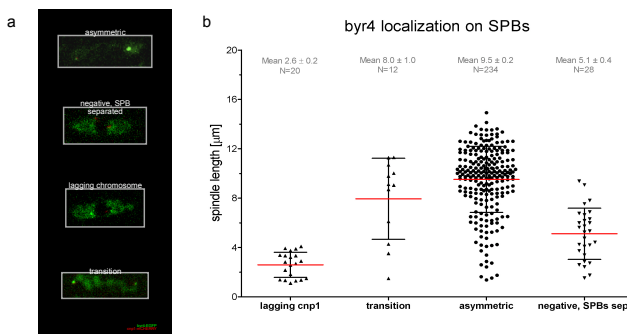 a
asymmetric
negative, SPB
separated
lagging chromosome
transition
b
byr4 localization on SPBs
Mean 2.6 ± 0.2
N=20
Mean 8.0 ± 1.0
N=12
Mean 9.5 ± 0.2
N=234
Mean 5.1 ± 0.4
N=28
spindle length [µm]
20
16
12
8
4
0
lagging cnp1
transition
asymmetric
negative, SPBs sep